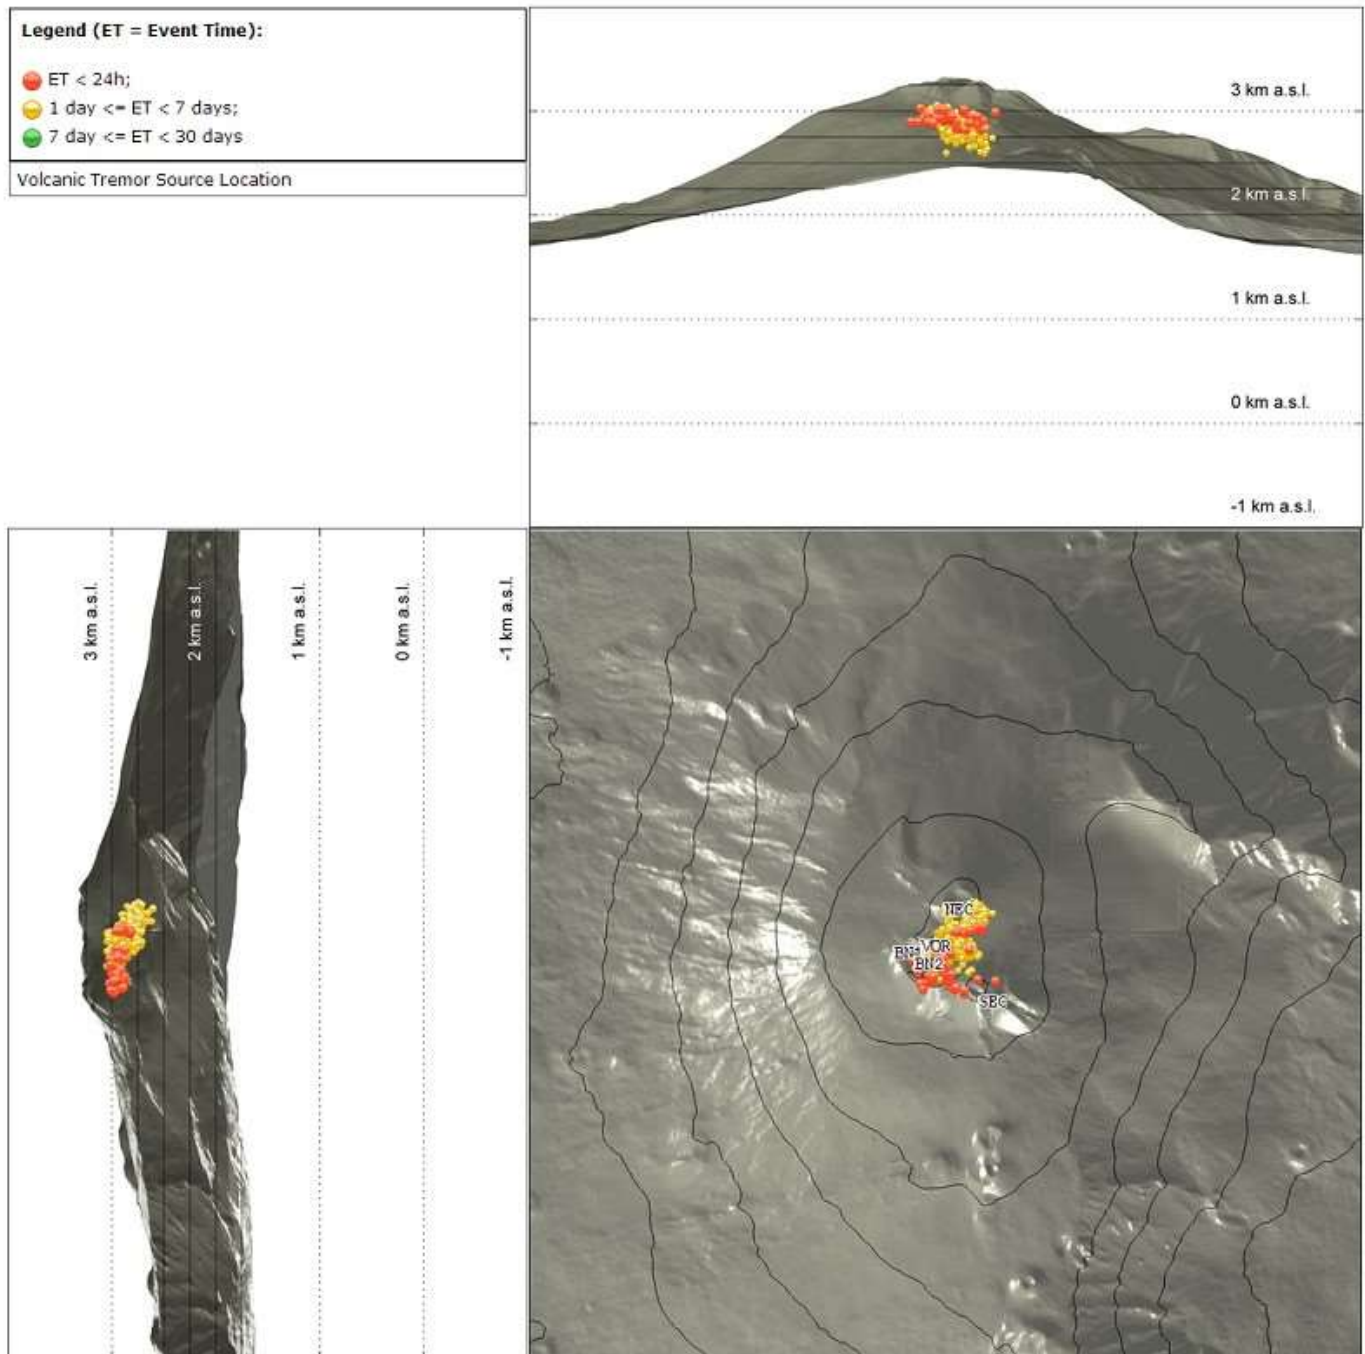 Legend (ET = Event Time):
ET < 24h;
1 day <= ET < 7 days;
7 day <= ET < 30 days
Volcanic Tremor Source Location
3 km a.s.l.
2 km a.s.l.
1 km a.s.l.
0 km a.s.l.
-1 km a.s.l.
3 km a.s.l.
2 km a.s.l.
1 km a.s.l.
0 km a.s.l.
-1 km a.s.l.
NEC
VOR
BN2
SEC